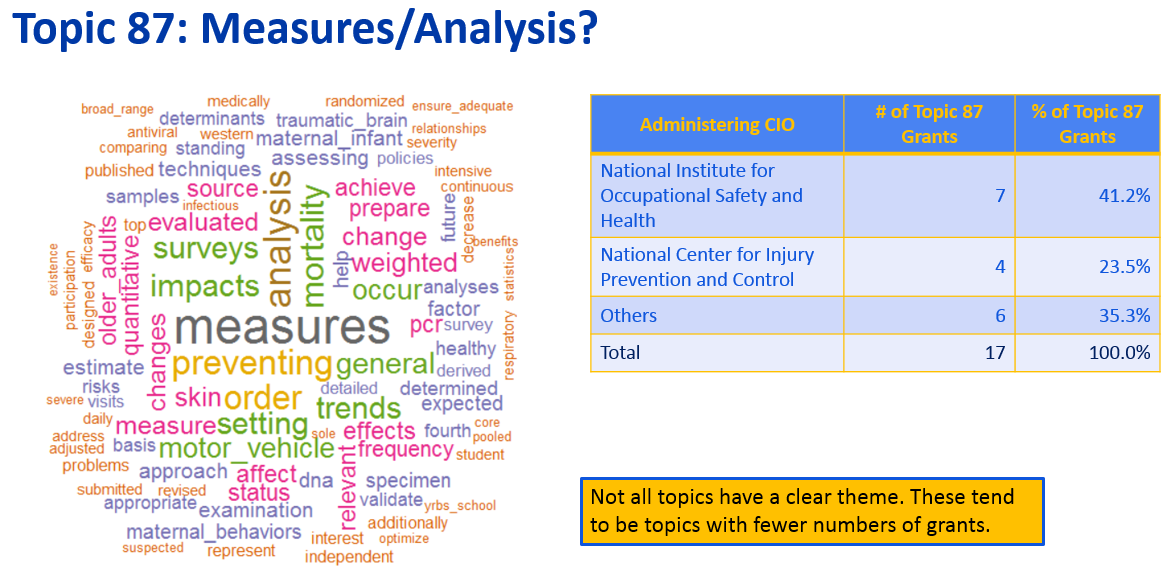 Topic 87: Measures/Analysis?
broad_range
medically
randomized
ensure_adequate
determinants
traumatic_brain
antiviral
western
maternal_infant
relationships
comparing
standing
severity
assessing
policies
published
techniques
intensive
samples
source
analysis
mortality
achieve
continuous
infectious
prepare
future
decrease
top
evaluated
change
benefits
older_adults
quantitative
surveys
help
weighted
existence
participation
designed
efficacy
impacts
occur
analyses
statistics
factor
measures
pcr
survey
respiratory
changes
preventing
general
healthy
estimate
derived
risks
skin
order
detailed
determined
severe
visits
trends
expected
daily
measure
setting
sole
effects
fourth
core
address
pooled
adjusted
basis
motor_vehicle
relevant
frequency
student
problems
approach
affect
dna
specimen
submitted
revised
status
validate
yrbs_school
appropriate
examination
additionally
maternal_behaviors
interest
optimize
suspected
represent
independent
Administering CIO
# of Topic 87
Grants
% of Topic 87
Grants
National Institute for
Occupational Safety and
Health
7
41.2%
National Center for Injury
Prevention and Control
4
23.5%
Others
6
35.3%
Total
17
100.0%
Not all topics have a clear theme. These tend
to be topics with fewer numbers of grants.